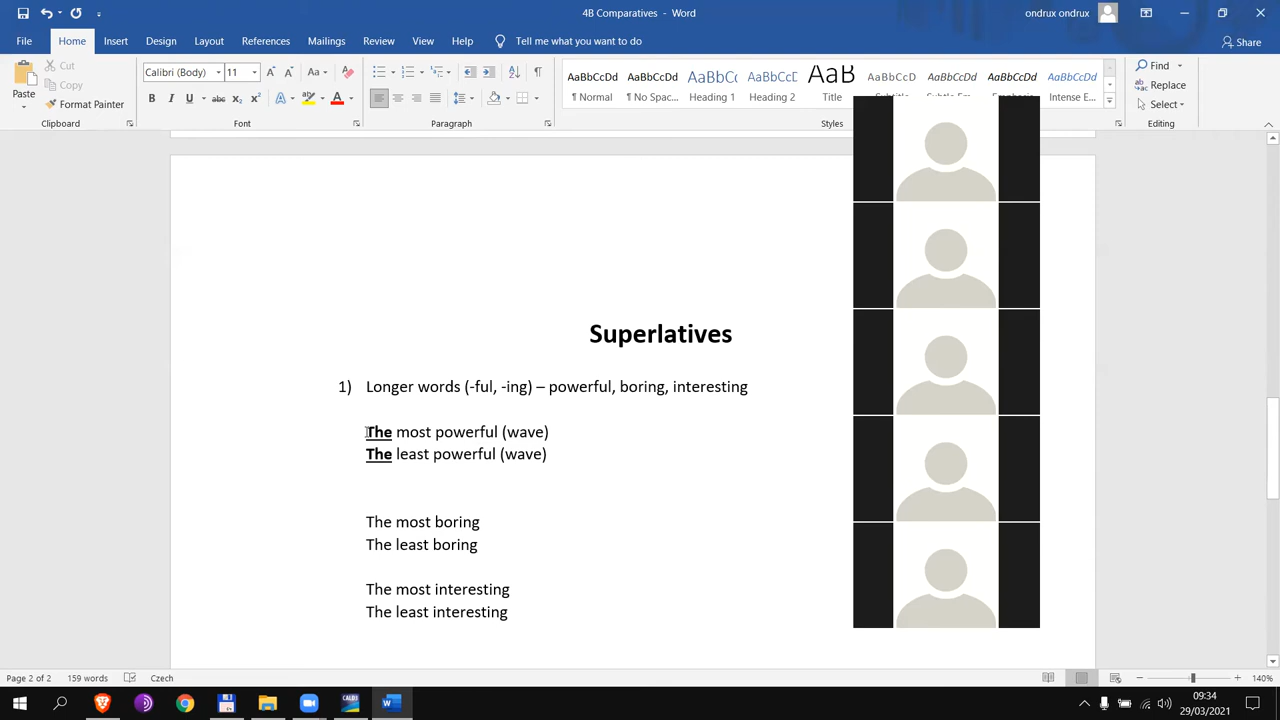 4B Comparatives - Word
ondrux ondrux
File Home Insert Design Layout References Mailings Review View Help Tell me what you want to do Share
Paste
Cut
Copy
Format Painter
Clipboard
Calibri (Body) 11
Font
Paragraph
AaBbCcDd AaBbCcDd AaBbCc AaBbCcD AaB AaBbCcDd AaBbCcDd AaBbCcDd AaBbCcDd
¶ Normal ¶ No Spac... Heading 1 Heading 2 Title Subtitle Subtle Em... Emphasis Intense E...
Styles
Find
Replace
Select
Editing
Superlatives
1) Longer words (-ful, -ing) – powerful, boring, interesting
The most powerful (wave)
The least powerful (wave)
The most boring
The least boring
The most interesting
The least interesting
Page 2 of 2 159 words Czech 140%
09:34
29/03/2021